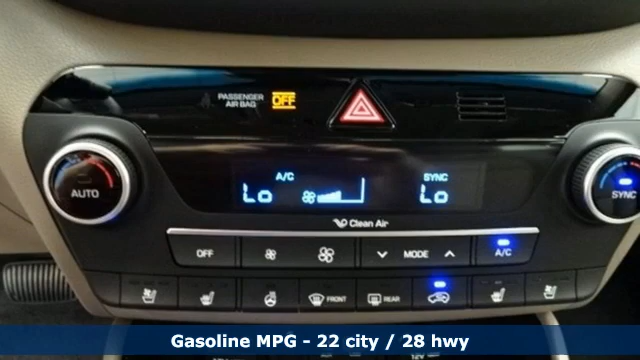 PASSENGER
AIR BAG OFF
A/C
SYNC
Lo
Lo
Clean Air
AUTO
SYNC
OFF
MODE
A/C
FRONT
REAR
Gasoline MPG - 22 city / 28 hwy